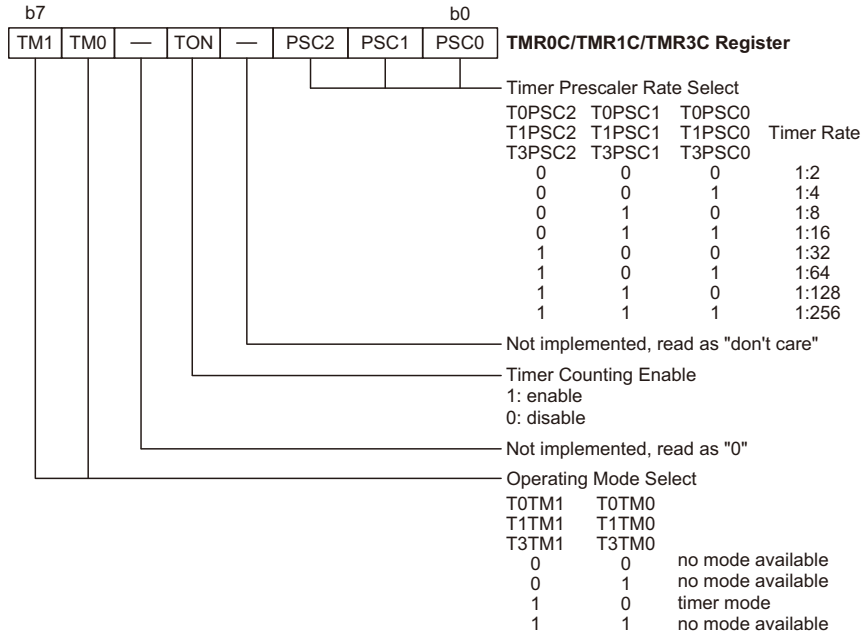 b7 b0
TM1 TM0 — TON — PSC2 PSC1 PSC0 TMR0C/TMR1C/TMR3C Register
Timer Prescaler Rate Select
T0PSC2 T0PSC1 T0PSC0
T1PSC2 T1PSC1 T1PSC0 Timer Rate
T3PSC2 T3PSC1 T3PSC0
0 0 0 1:2
0 0 1 1:4
0 1 0 1:8
0 1 1 1:16
1 0 0 1:32
1 0 1 1:64
1 1 0 1:128
1 1 1 1:256
Not implemented, read as "don't care"
Timer Counting Enable
1: enable
0: disable
Not implemented, read as "0"
Operating Mode Select
T0TM1 T0TM0
T1TM1 T1TM0
T3TM1 T3TM0
0 0 no mode available
0 1 no mode available
1 0 timer mode
1 1 no mode available